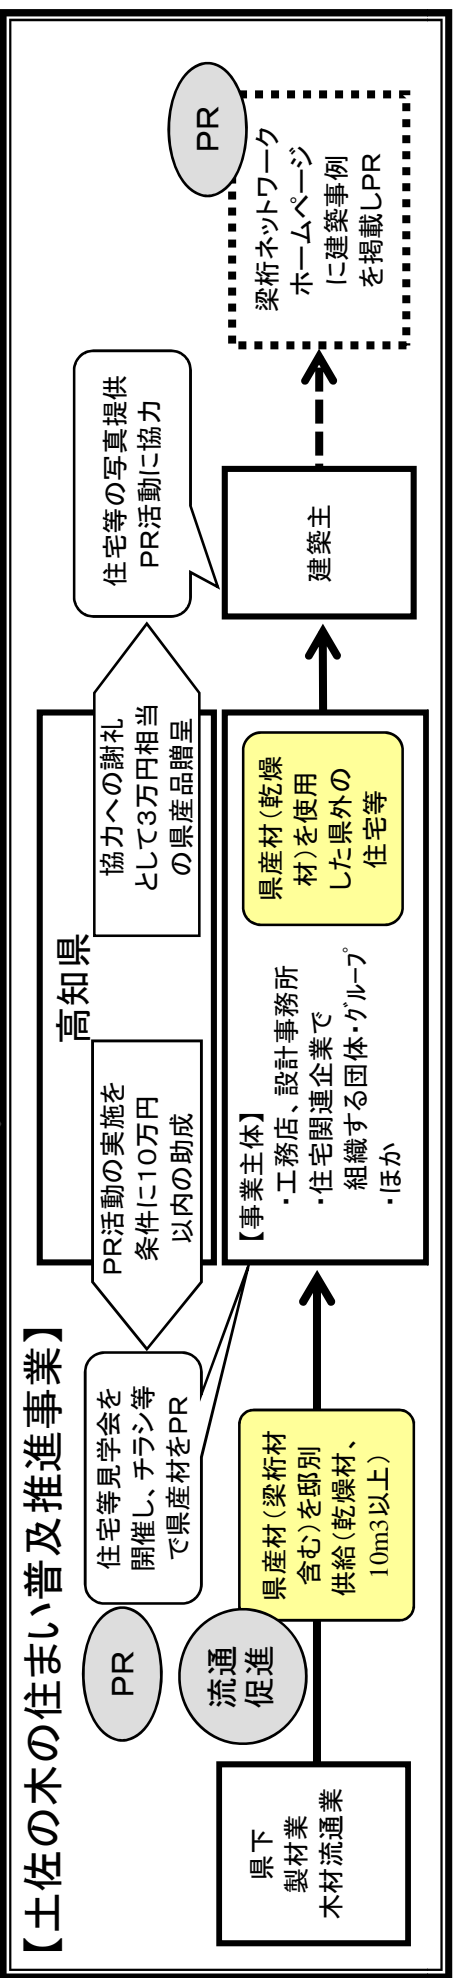 【土佐の木の住まい普及推進事業】
高知県
PR
住宅等見学会を
開催し、チラシ等
で県産材をPR
PR活動の実施を
条件に10万円
以内の助成
協力への謝礼
として3万円相当
の県産品贈呈
住宅等の写真提供
PR活動に協力
流通
促進
県下
製材業
木材流通業
県産材(梁桁材
含む)を邸別
供給(乾燥材、
10m3以上)
【事業主体】
・工務店、設計事務所
・住宅関連企業で
組織する団体・グループ
・ほか
県産材(乾燥
材)を使用
した県外の
住宅等
建築主
PR
梁桁ネットワーク
ホームページ
に建築事例
を掲載しPR